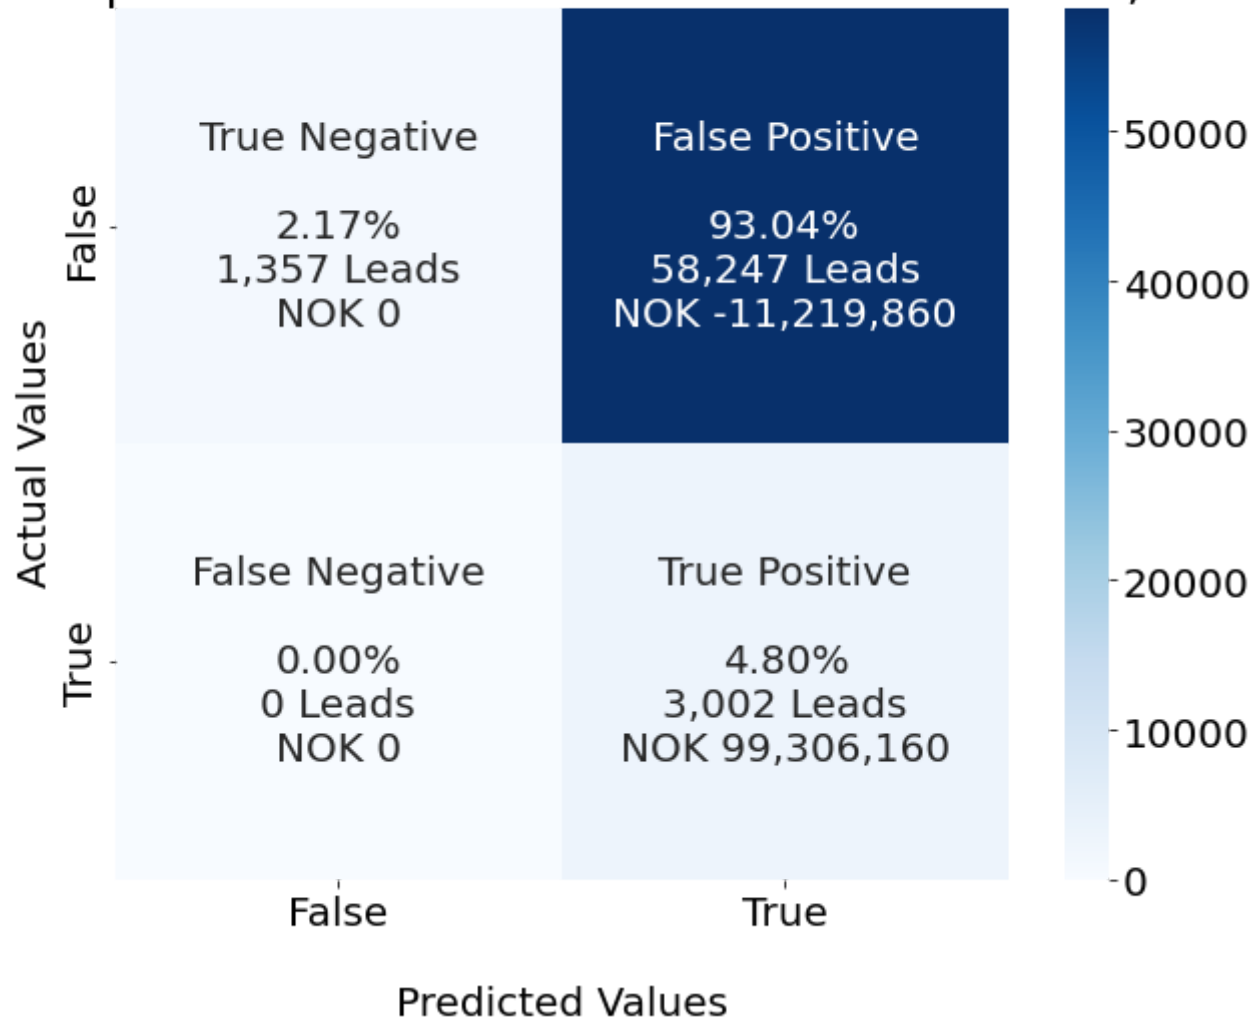 True Negative
2.17%
1,357 Leads
NOK 0
False Positive
93.04%
58,247 Leads
NOK -11,219,860
False Negative
0.00%
0 Leads
NOK 0
True Positive
4.80%
3,002 Leads
NOK 99,306,160
Actual Values
False
True
False
True
Predicted Values
50000
40000
30000
20000
10000
0